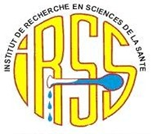 INSTITUT DE RECHERCHE EN SCIENCES DE LA SANTE
iRSS